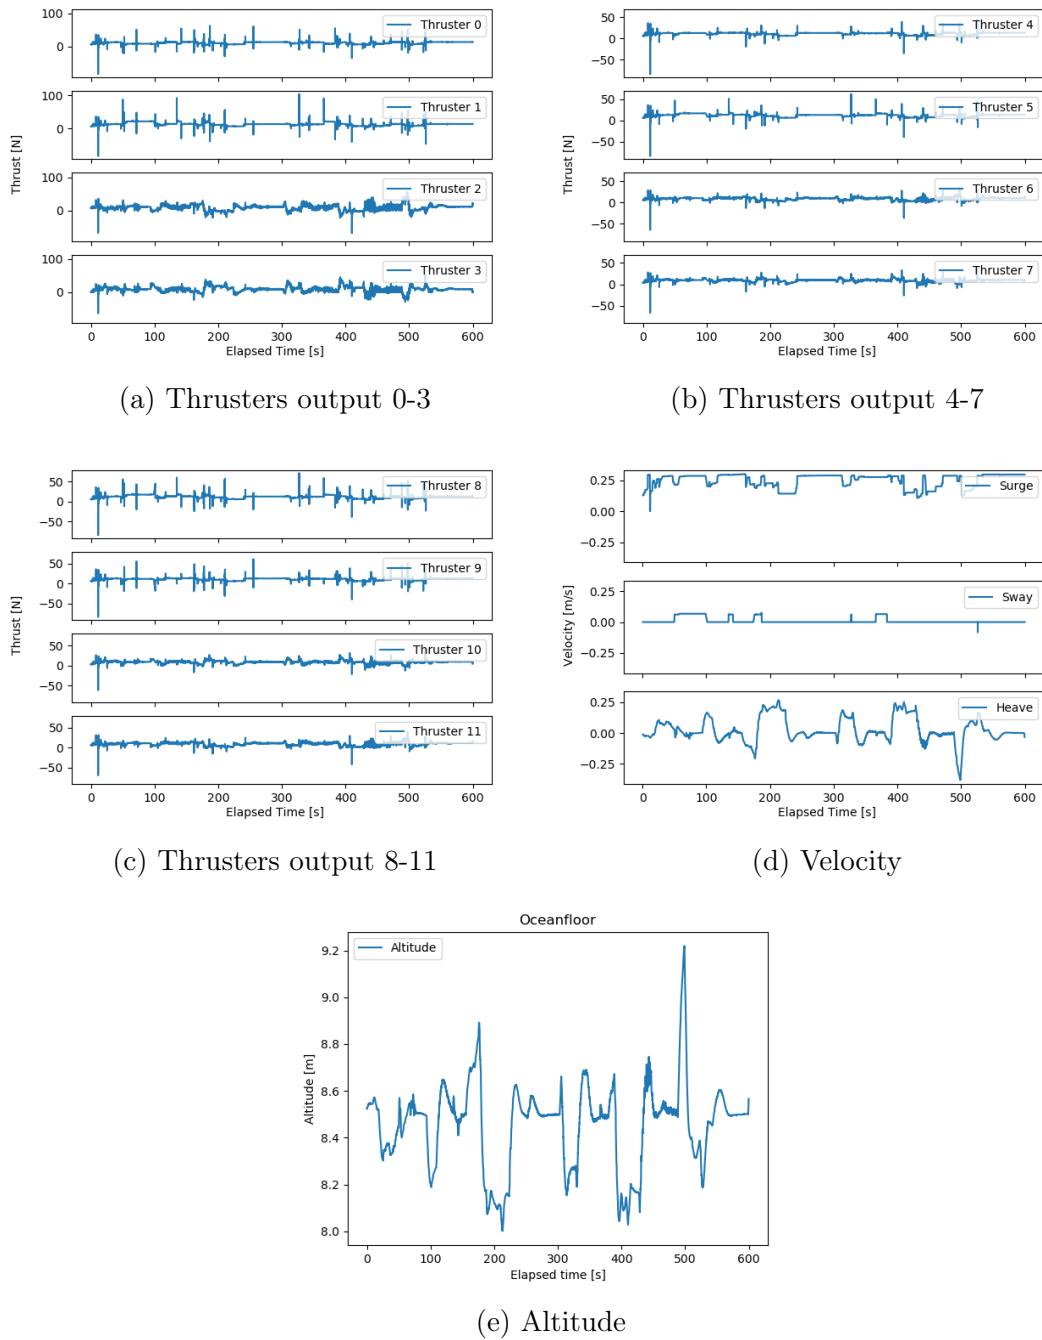 100
0
Thruster 0
100
0
Thruster 1
100
0
Thruster 2
100
0
Thruster 3
Thrust [N]
0 100 200 300 400 500 600
Elapsed Time [s]
(a) Thrusters output 0-3
50
0
−50
Thruster 4
50
0
−50
Thruster 5
50
0
−50
Thruster 6
50
0
−50
Thruster 7
Thrust [N]
0 100 200 300 400 500 600
Elapsed Time [s]
(b) Thrusters output 4-7
50
0
−50
Thruster 8
50
0
−50
Thruster 9
50
0
−50
Thruster 10
50
0
−50
Thruster 11
Thrust [N]
0 100 200 300 400 500 600
Elapsed Time [s]
(c) Thrusters output 8-11
0.25
0.00
−0.25
Surge
0.25
0.00
−0.25
Sway
0.25
0.00
−0.25
Heave
Velocity [m/s]
0 100 200 300 400 500 600
Elapsed Time [s]
(d) Velocity
Oceanfloor
Altitude
9.2
9.0
8.8
8.6
8.4
8.2
8.0
Altitude [m]
0 100 200 300 400 500 600
Elapsed time [s]
(e) Altitude